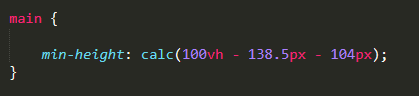 main {
min-height: calc(100vh - 138.5px - 104px);
}